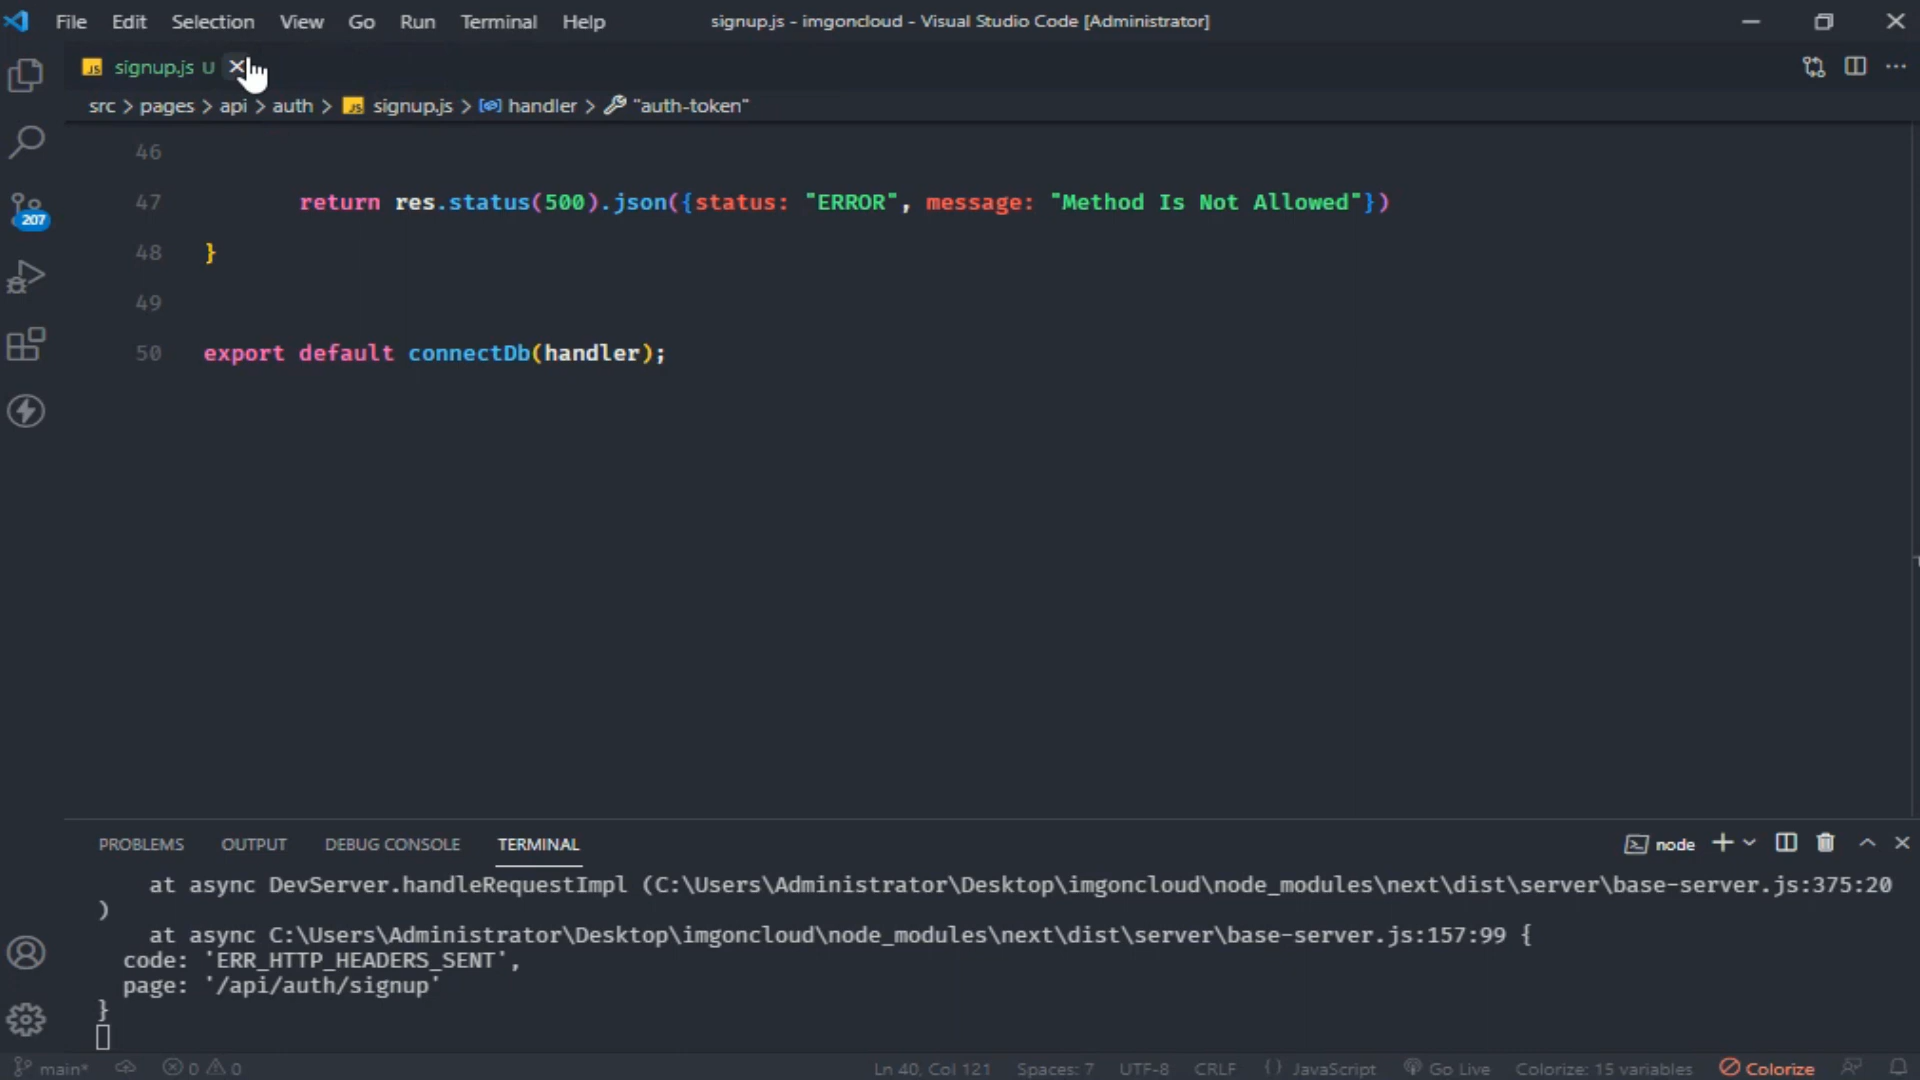 File Edit Selection View Go Run Terminal Help signup.js - imgoncloud - Visual Studio Code [Administrator]
JS signup.js U
src > pages > api > auth > JS signup.js > handler > "auth-token"
46
47 return res.status(500).json({status: "ERROR", message: "Method Is Not Allowed"})
48 }
49
50 export default connectDb(handler);
207
PROBLEMS OUTPUT DEBUG CONSOLE TERMINAL node
at async DevServer.handleRequestImpl (C:\Users\Administrator\Desktop\imgoncloud\node_modules\next\dist\server\base-server.js:375:20
)
at async C:\Users\Administrator\Desktop\imgoncloud\node_modules\next\dist\server\base-server.js:157:99 {
code: 'ERR_HTTP_HEADERS_SENT',
page: '/api/auth/signup'
}
main* 0 0 Ln 40, Col 121 Spaces: 7 UTF-8 CRLF {} JavaScript Go Live Colorize: 15 variables Colorize